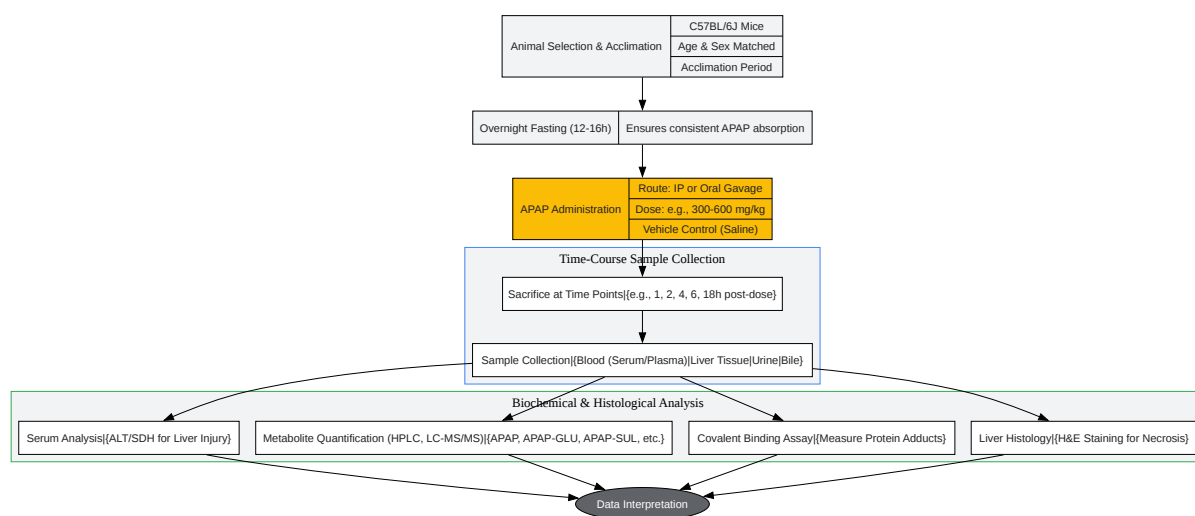 Animal Selection & Acclimation
C57BL/6J Mice
Age & Sex Matched
Acclimation Period
Overnight Fasting (12-16h)
Ensures consistent APAP absorption
APAP Administration
Route: IP or Oral Gavage
Dose: e.g., 300-600 mg/kg
Vehicle Control (Saline)
Time-Course Sample Collection
Sacrifice at Time Points|{e.g., 1, 2, 4, 6, 18h post-dose}
Sample Collection|{Blood (Serum/Plasma)|Liver Tissue|Urine|Bile}
Biochemical & Histological Analysis
Serum Analysis|{ALT/SDH for Liver Injury}
Metabolite Quantification (HPLC, LC-MS/MS)|{APAP, APAP-GLU, APAP-SUL, etc.}
Covalent Binding Assay|{Measure Protein Adducts}
Liver Histology|{H&E Staining for Necrosis}
Data Interpretation